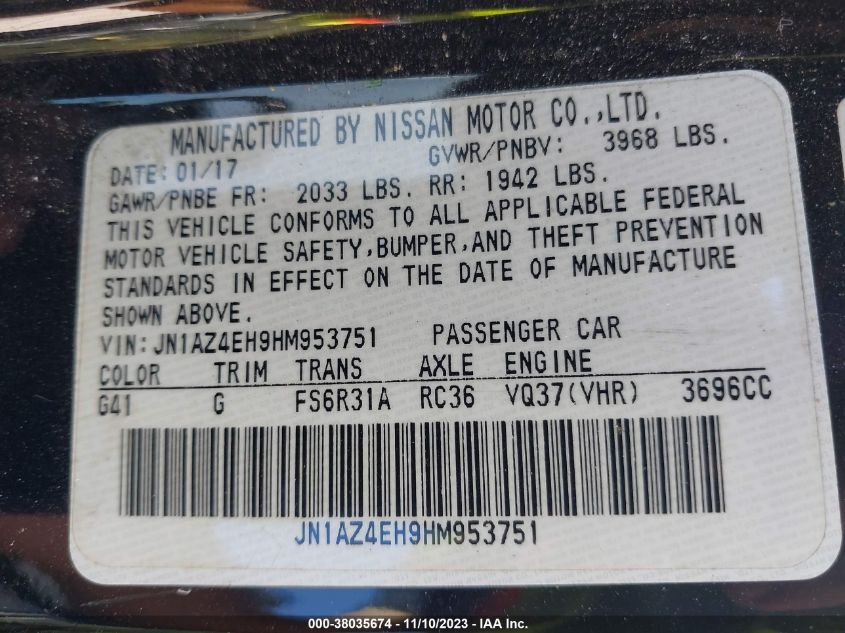 MANUFACTURED BY NISSAN MOTOR CO.,LTD.
DATE: 01/17 GVWR/PNBV: 3968 LBS.
GAWR/PNBE FR: 2033 LBS. RR: 1942 LBS.
THIS VEHICLE CONFORMS TO ALL APPLICABLE FEDERAL
MOTOR VEHICLE SAFETY,BUMPER,AND THEFT PREVENTION
STANDARDS IN EFFECT ON THE DATE OF MANUFACTURE
SHOWN ABOVE.
VIN:JN1AZ4EH9HM953751 PASSENGER CAR
COLOR TRIM TRANS AXLE ENGINE
G41 G FS6R31A RC36 VQ37(VHR) 3696CC
JN1AZ4EH9HM953751
000-38035674 - 11/10/2023 - IAA Inc.